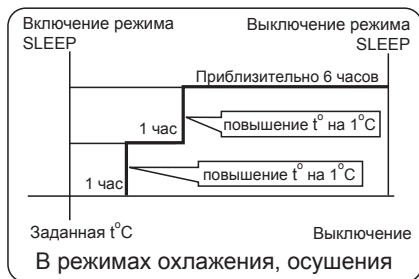 Включение режима
SLEEP
Выключение режима
SLEEP
Приблизительно 6 часов
1 час
повышение t° на 1°C
1 час
повышение t° на 1°C
Заданная t°C
Выключение
В режимах охлажения, осушения